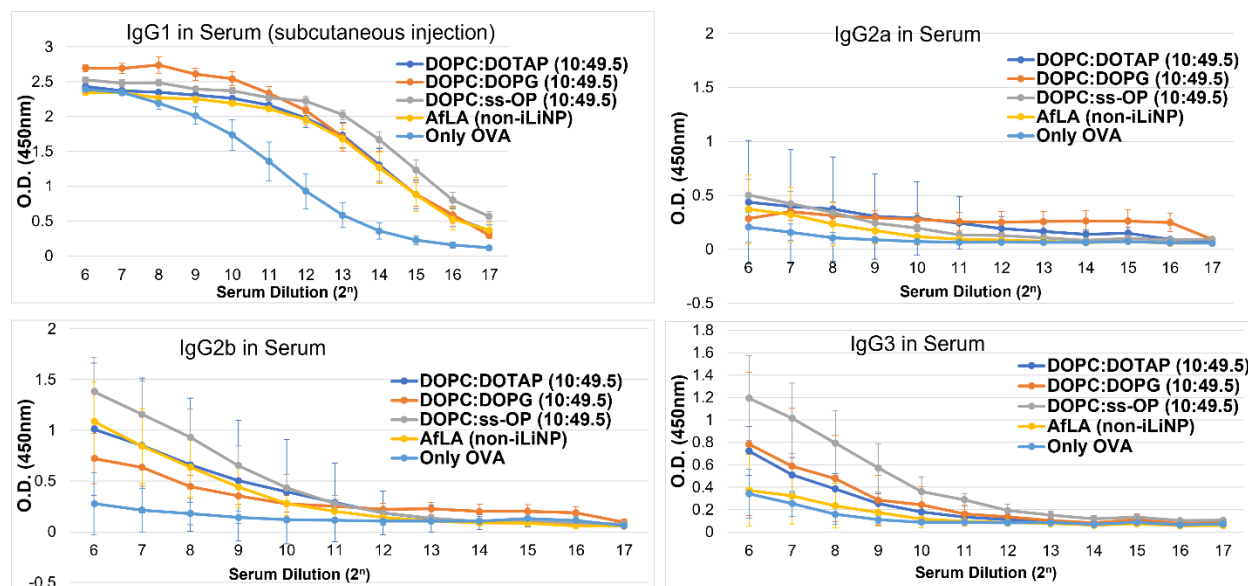 IgG1 in Serum (subcutaneous injection)
3
2.5
2
1.5
1
0.5
0
O.D. (450nm)
DOPC:DOTAP (10:49.5)
DOPC:DOPG (10:49.5)
DOPC:ss-OP (10:49.5)
AfLA (non-iLiNP)
Only OVA
6 7 8 9 10 11 12 13 14 15 16 17
Serum Dilution (2ⁿ)
IgG2a in Serum
2
1.5
1
0.5
0
-0.5
O.D. (450nm)
DOPC:DOTAP (10:49.5)
DOPC:DOPG (10:49.5)
DOPC:ss-OP (10:49.5)
AfLA (non-iLiNP)
Only OVA
6 7 8 9 10 11 12 13 14 15 16 17
Serum Dilution (2ⁿ)
IgG2b in Serum
2
1.5
1
0.5
0
-0.5
O.D. (450nm)
DOPC:DOTAP (10:49.5)
DOPC:DOPG (10:49.5)
DOPC:ss-OP (10:49.5)
AfLA (non-iLiNP)
Only OVA
6 7 8 9 10 11 12 13 14 15 16 17
Serum Dilution (2ⁿ)
IgG3 in Serum
1.8
1.6
1.4
1.2
1
0.8
0.6
0.4
0.2
0
O.D. (450nm)
DOPC:DOTAP (10:49.5)
DOPC:DOPG (10:49.5)
DOPC:ss-OP (10:49.5)
AfLA (non-iLiNP)
Only OVA
6 7 8 9 10 11 12 13 14 15 16 17
Serum Dilution (2ⁿ)